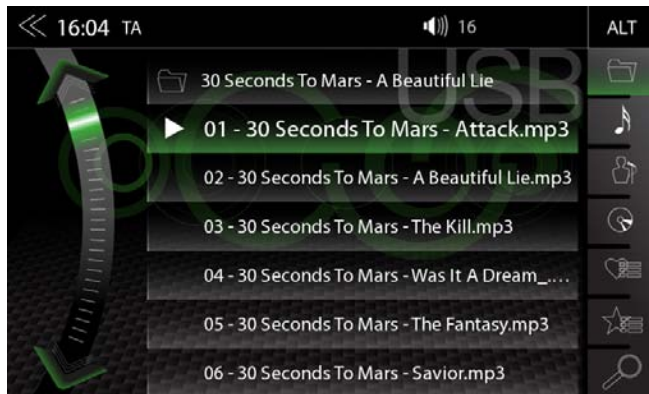 16:04 TA 16 ALT
USB
30 Seconds To Mars - A Beautiful Lie
01 - 30 Seconds To Mars - Attack.mp3
02 - 30 Seconds To Mars - A Beautiful Lie.mp3
03 - 30 Seconds To Mars - The Kill.mp3
04 - 30 Seconds To Mars - Was It A Dream_....
05 - 30 Seconds To Mars - The Fantasy.mp3
06 - 30 Seconds To Mars - Savior.mp3